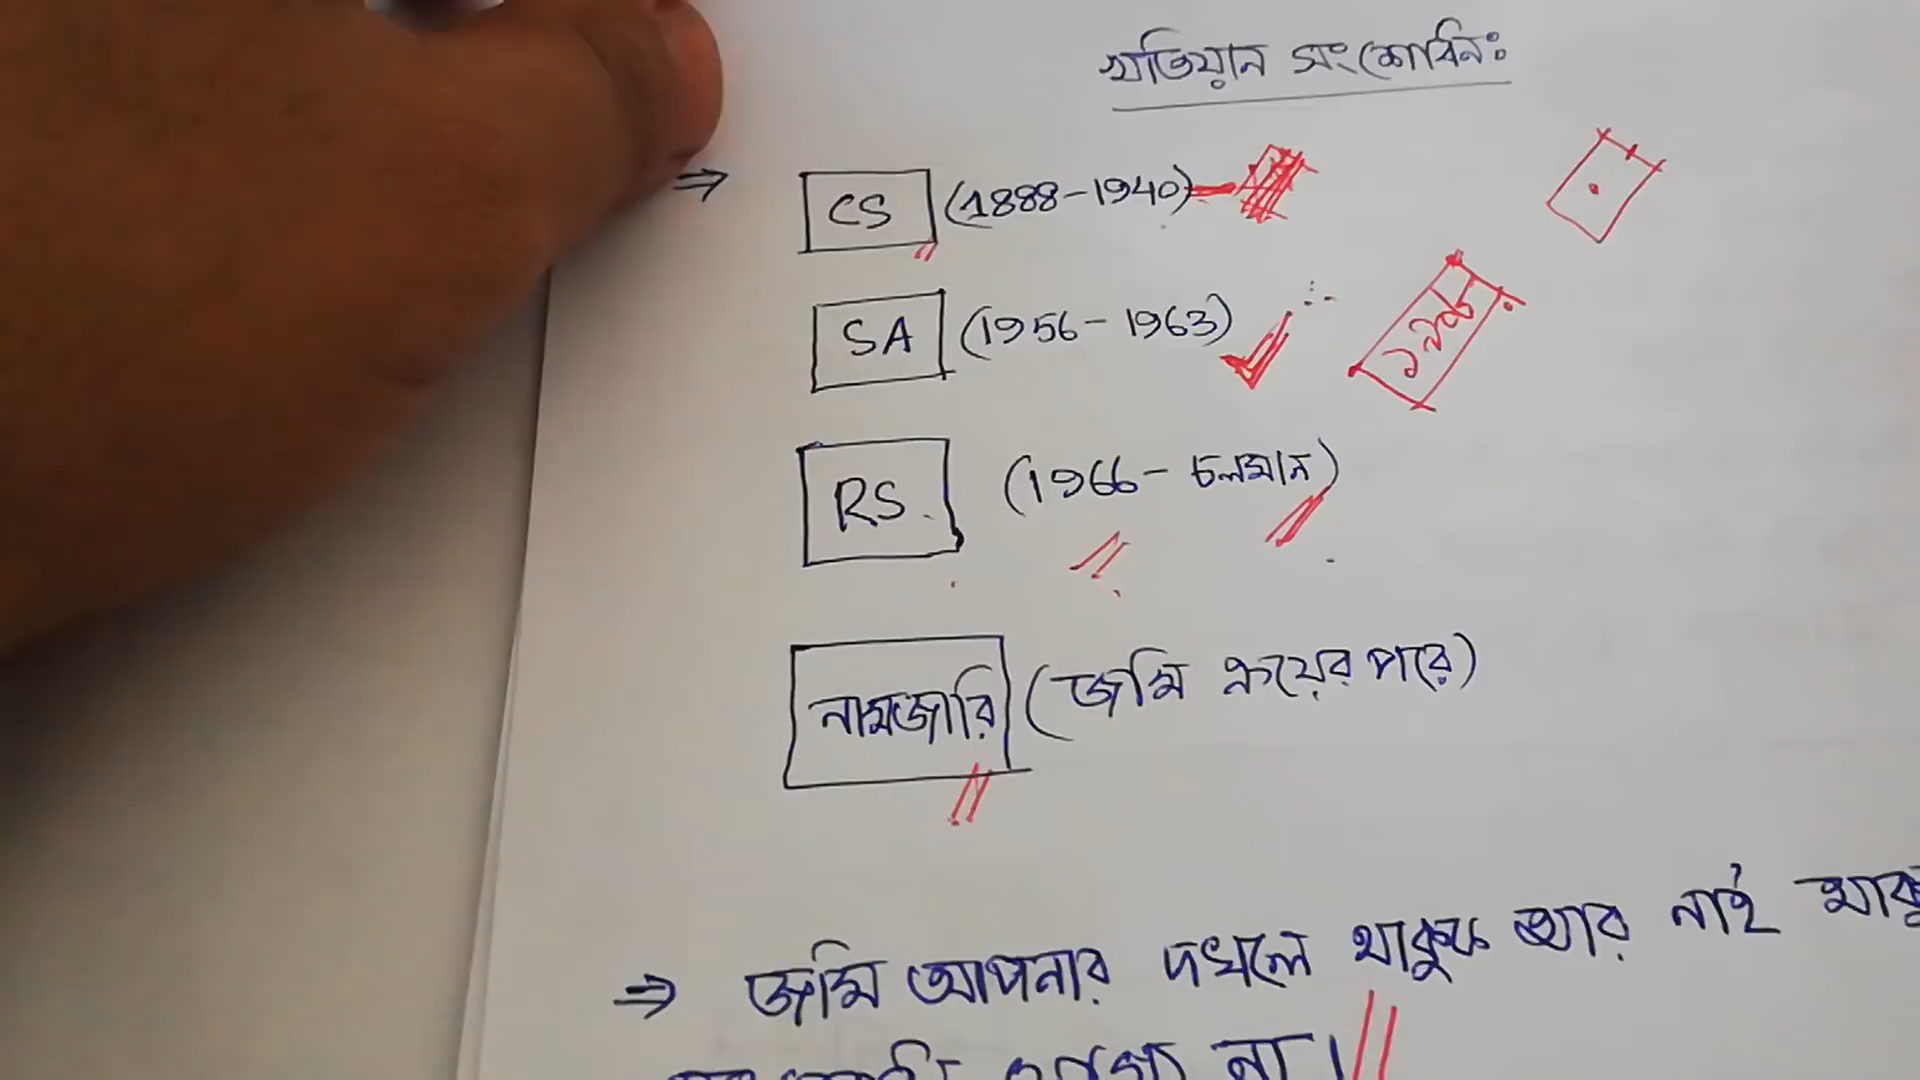 খতিয়ান সংশোধনঃ
⇒ CS (1888-1940)
SA (1956-1963)
RS (1966- চলমান)
নামজারি (জমি ক্রয়ের পরে)
⇒ জমি আপনার দখলে থাকুক আর নাই থাকু
না।